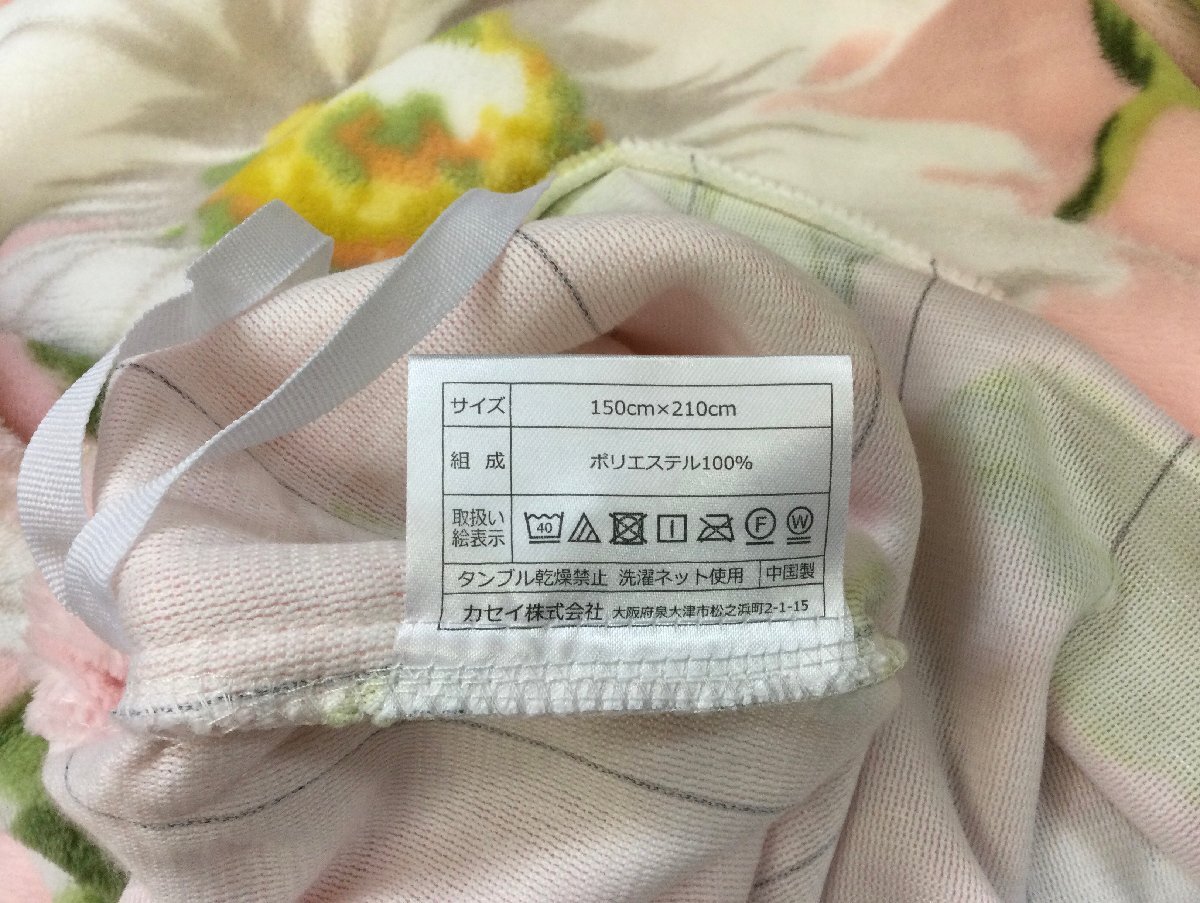 サイズ 150cm×210cm
組成 ポリエステル100%
取扱い
絵表示
40 F W
タンブル乾燥禁止 洗濯ネット使用 中国製
カセイ株式会社 大阪府泉大津市松之浜町2-1-15